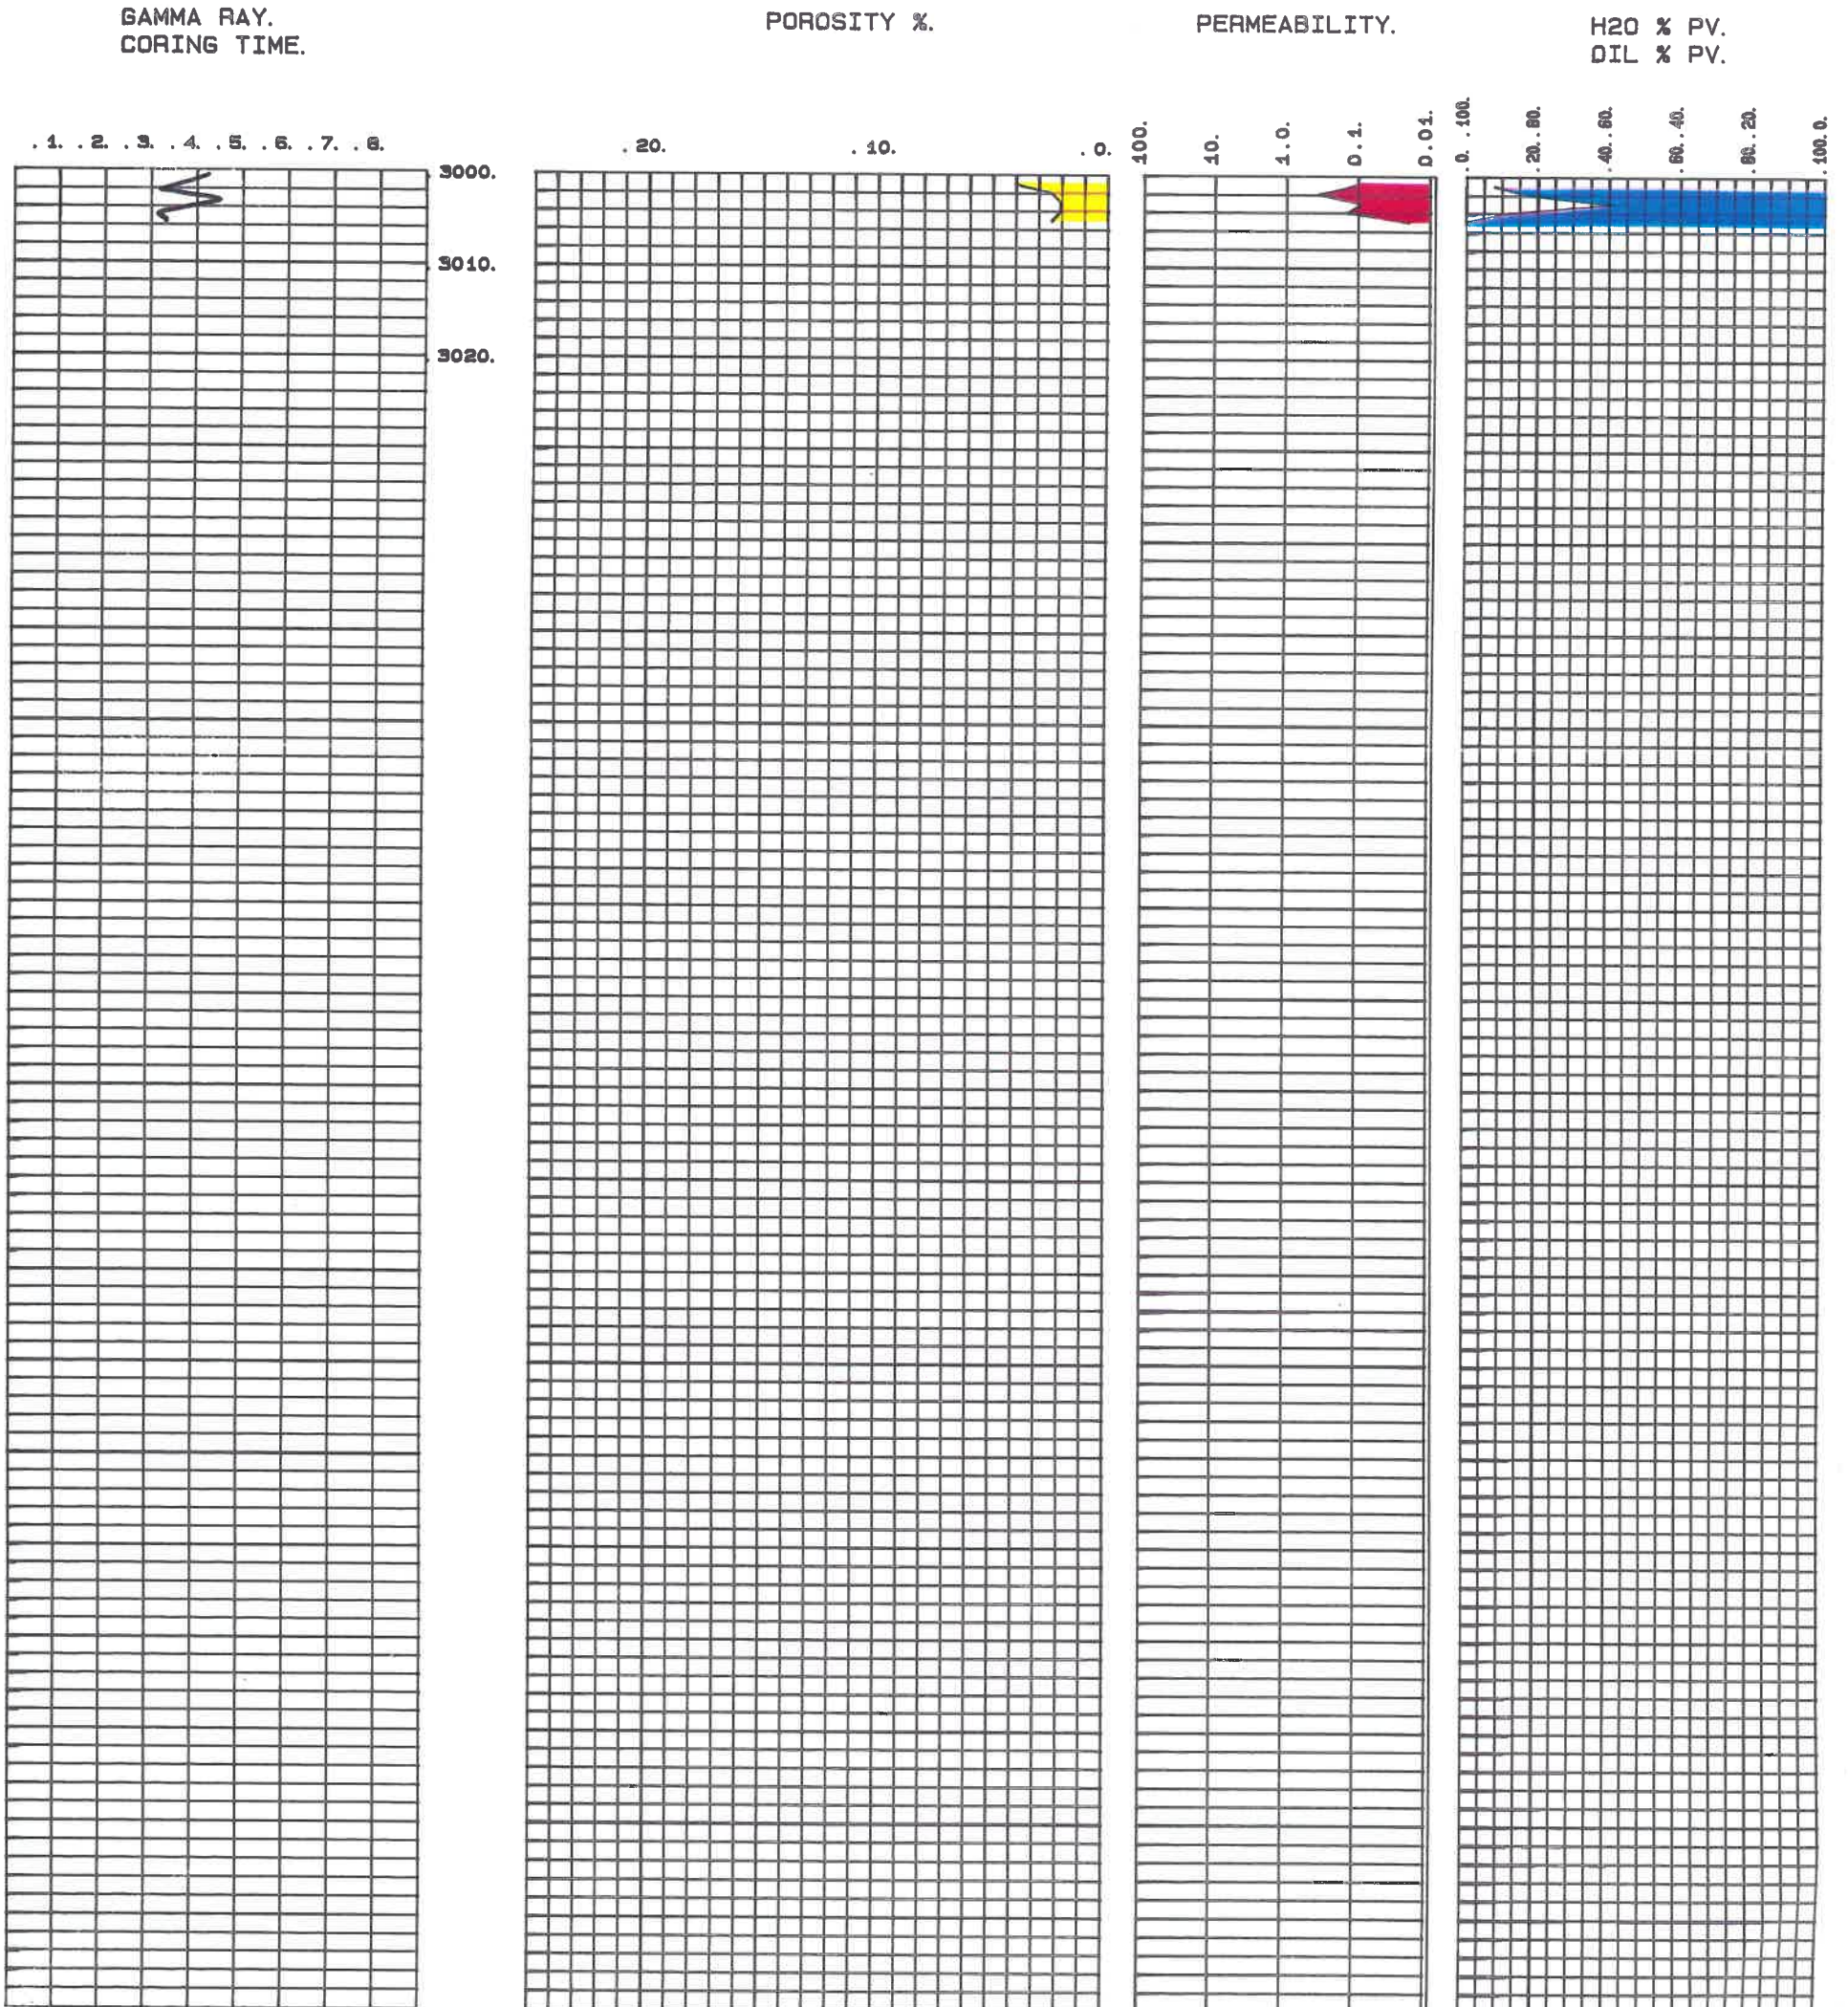 GAMMA RAY.
CORING TIME.
POROSITY %.
PERMEABILITY.
H2O % PV.
OIL % PV.
. 1. . 2. . 3. . 4. . 5. . 6. . 7. . 8.
. 20. . 10. . 0.
100. 10. 1.0. 0.1. 0.01.
0. . 100.
20. . 80.
40. . 60.
60. . 40.
80. . 20.
100. 0.
. 3000.
. 3010.
. 3020.